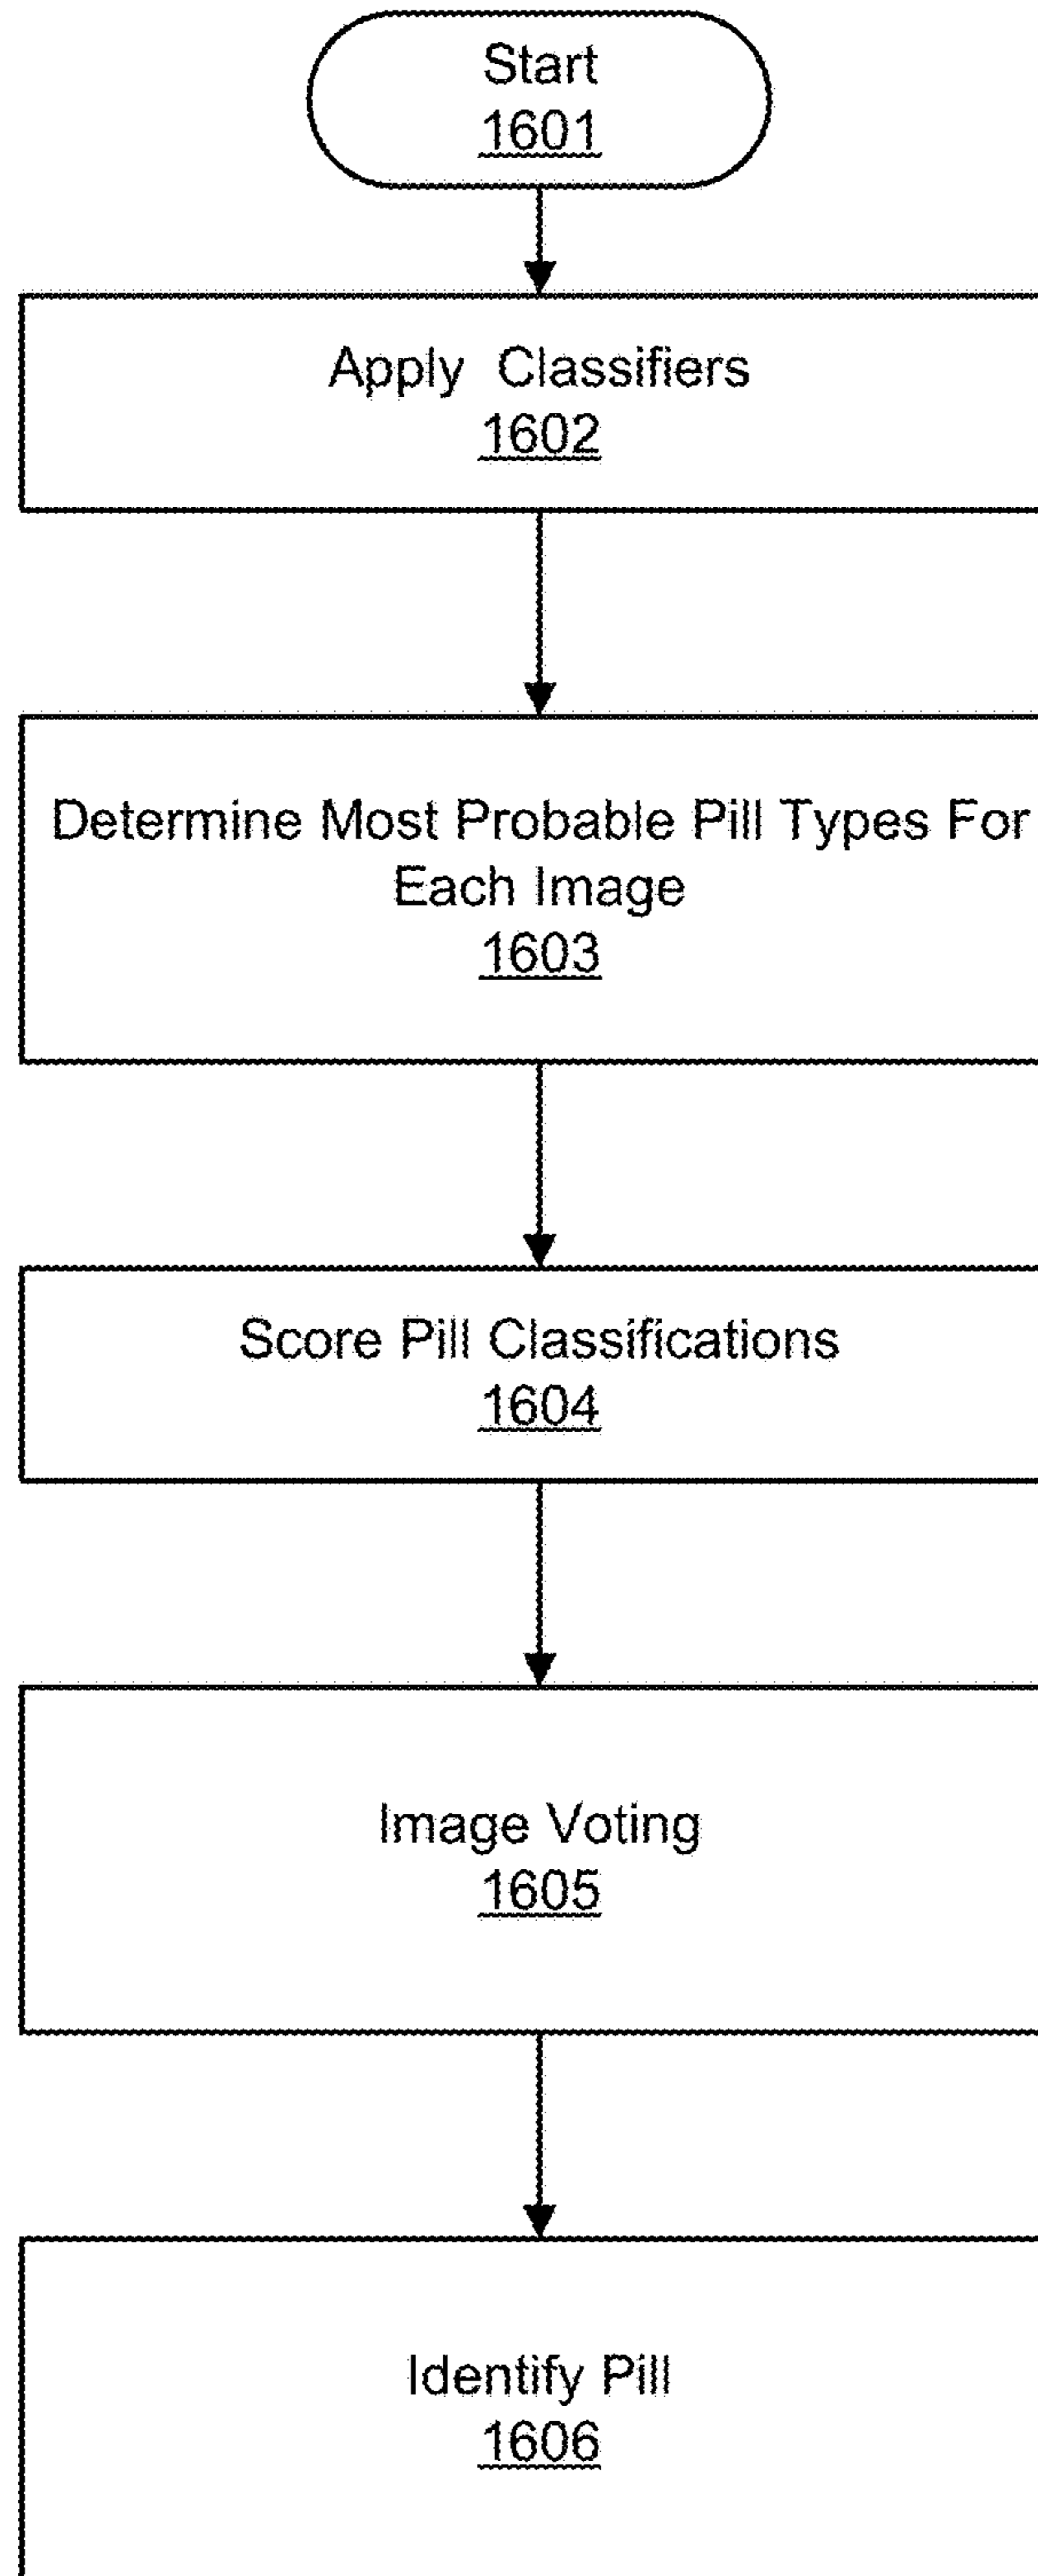 Start
1601
Apply Classifiers
1602
Determine Most Probable Pill Types For
Each Image
1603
Score Pill Classifications
1604
Image Voting
1605
Identify Pill
1606